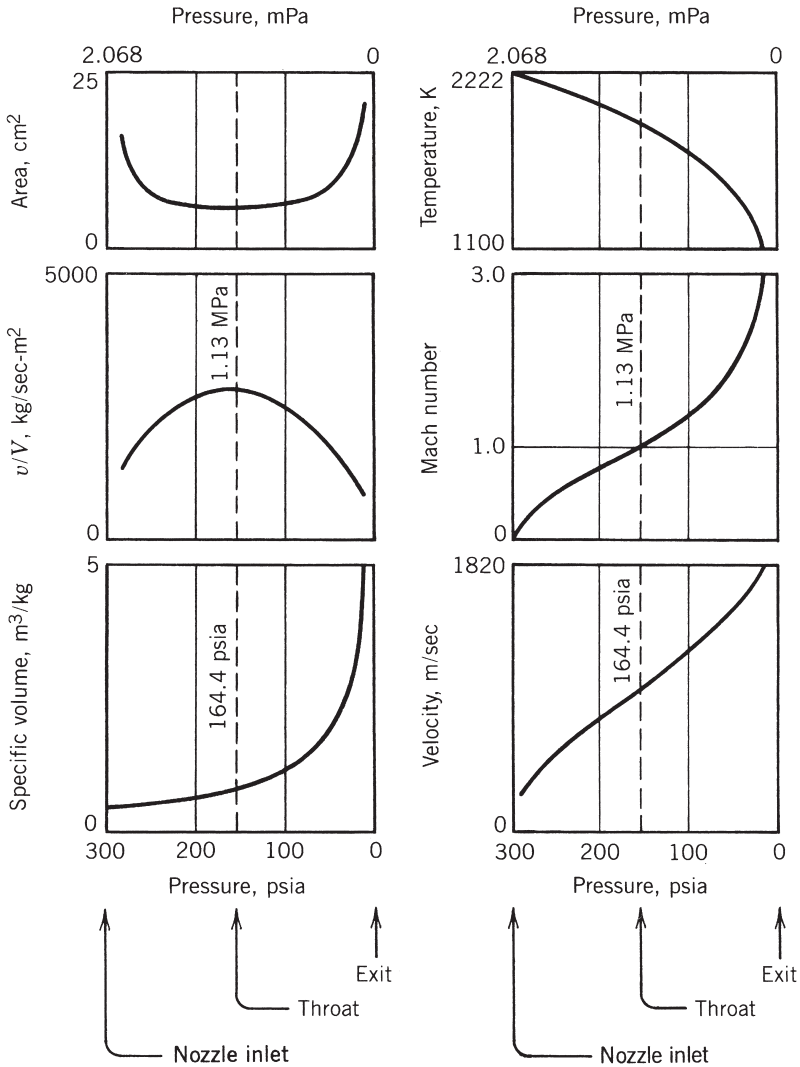 Pressure, mPa
2.068 0
25
Area, cm²
0
5000
1.13 MPa
v/V, kg/sec-m²
0
5
164.4 psia
Specific volume, m³/kg
0
300 200 100 0
Pressure, psia
Exit
Throat
Nozzle inlet
Pressure, mPa
2.068 0
2222
Temperature, K
1100
3.0
1.13 MPa
Mach number
1.0
0
1820
164.4 psia
Velocity, m/sec
0
300 200 100 0
Pressure, psia
Exit
Throat
Nozzle inlet